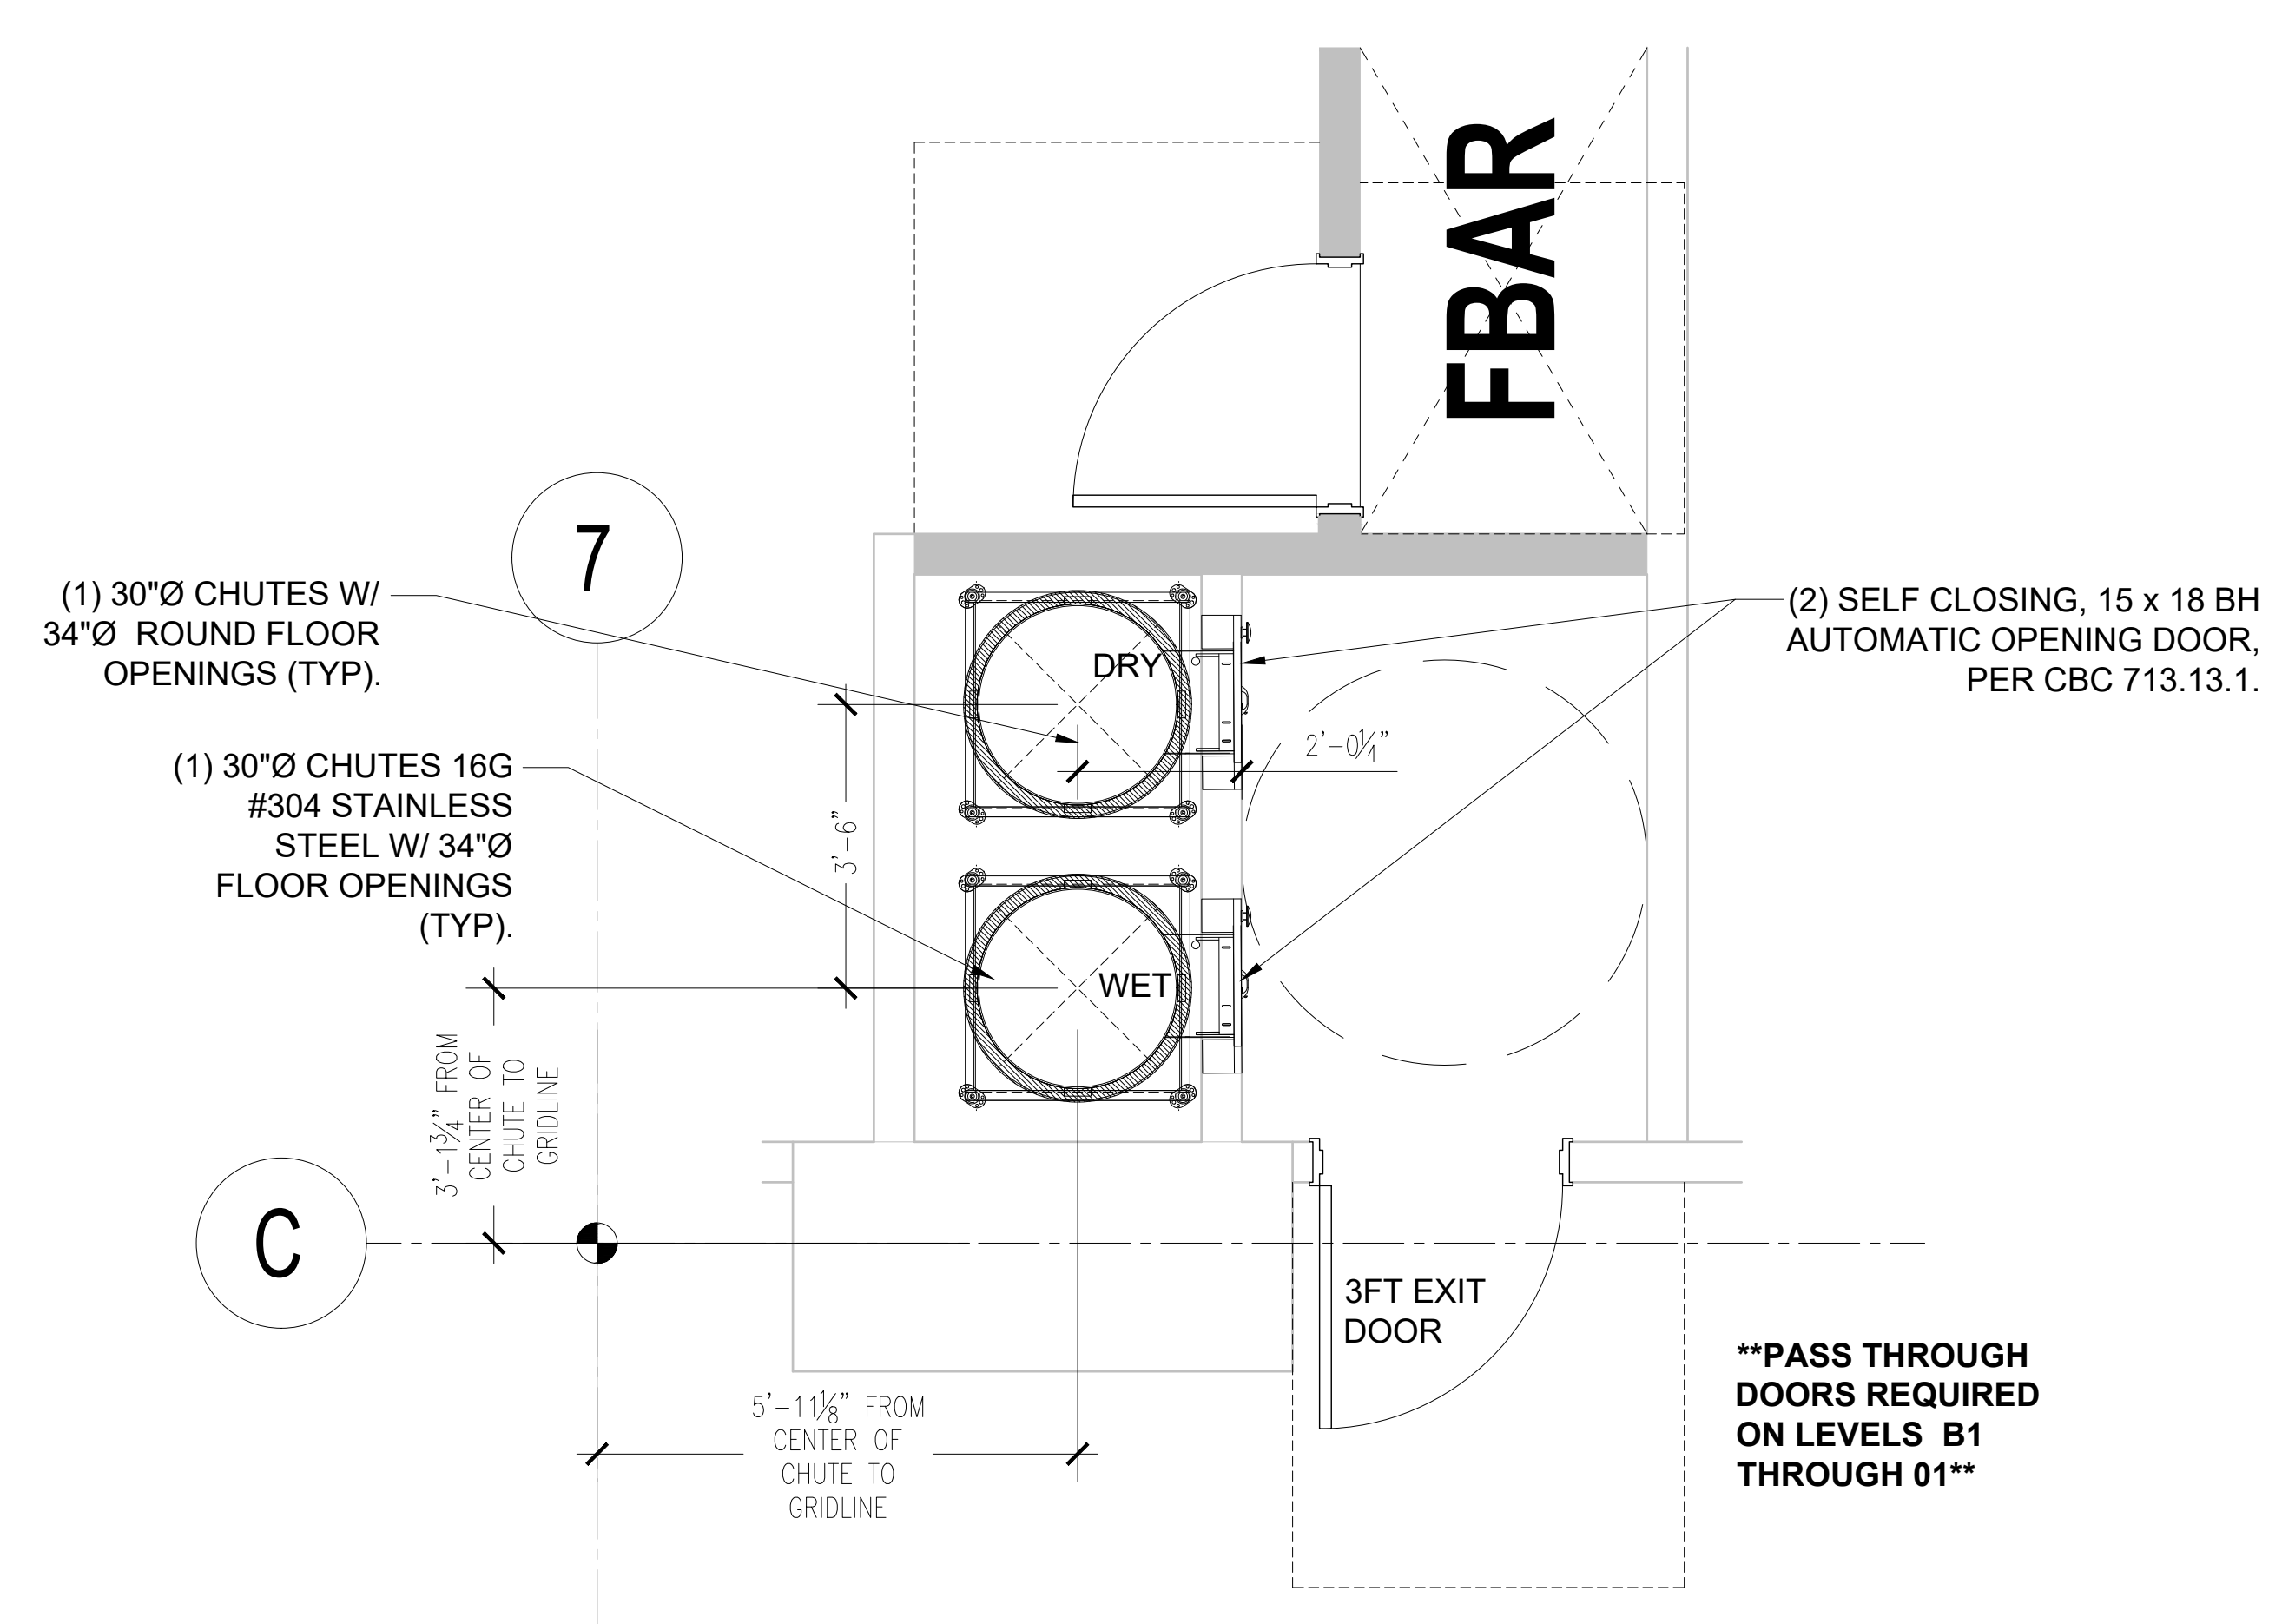 FBAR
7
(1) 30"Ø CHUTES W/
34"Ø ROUND FLOOR
OPENINGS (TYP).
(2) SELF CLOSING, 15 x 18 BH
AUTOMATIC OPENING DOOR,
PER CBC 713.13.1.
DRY
2'-0¼"
(1) 30"Ø CHUTES 16G
#304 STAINLESS
STEEL W/ 34"Ø
FLOOR OPENINGS
(TYP).
3'-6"
WET
3'-1¾" FROM
CENTER OF
CHUTE TO
GRIDLINE
C
3FT EXIT
DOOR
5'-11⅛" FROM
CENTER OF
CHUTE TO
GRIDLINE
**PASS THROUGH
DOORS REQUIRED
ON LEVELS B1
THROUGH 01**